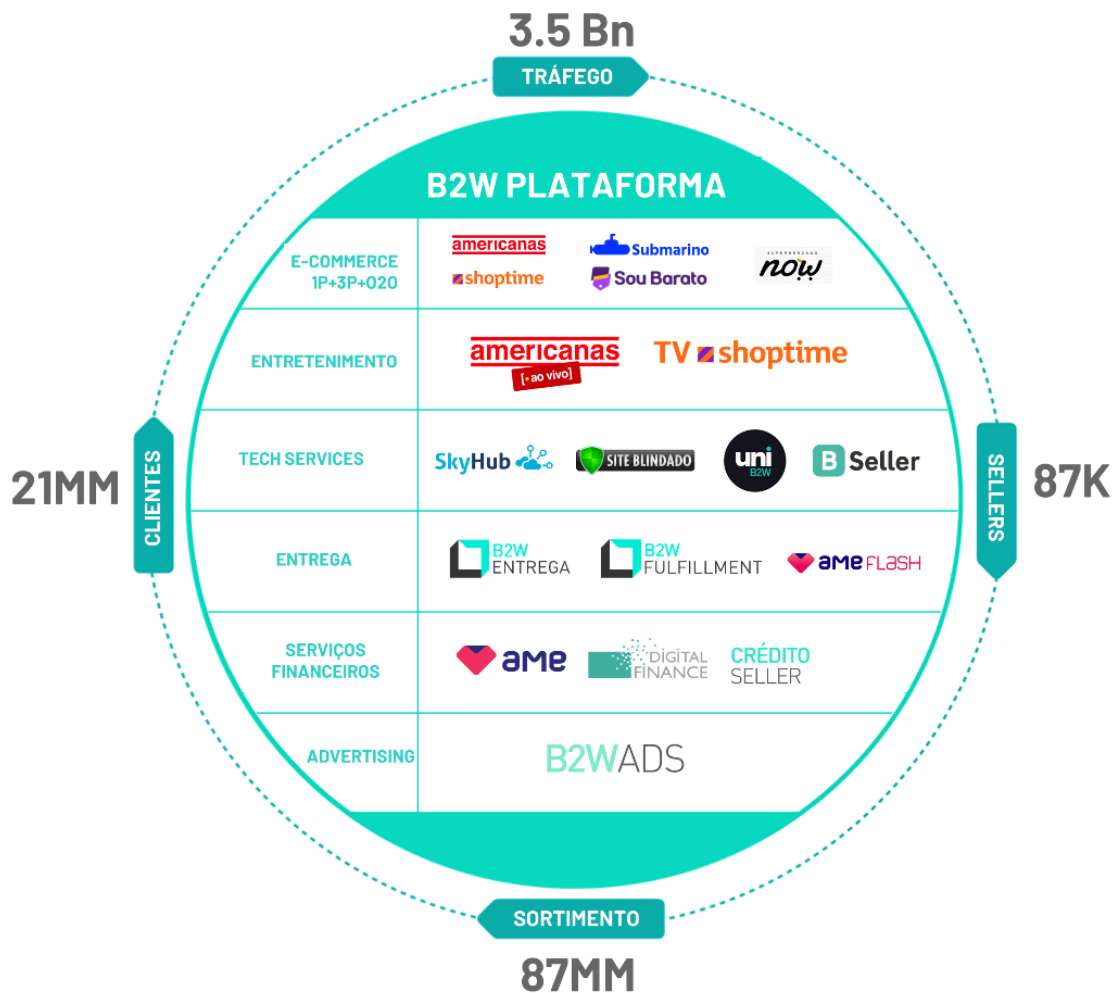 3.5 Bn
TRÁFEGO
B2W PLATAFORMA
E-COMMERCE
1P+3P+O2O
americanas
Submarino
shoptime
Sou Barato
SUPERMERCADO
now
ENTRETENIMENTO
americanas
[•ao vivo]
TV shoptime
TECH SERVICES
SkyHub
SITE BLINDADO
uni
B2W
B Seller
CLIENTES
21MM
SELLERS
87K
ENTREGA
B2W
ENTREGA
B2W
FULFILLMENT
ame FLASH
SERVIÇOS
FINANCEIROS
ame
DIGITAL
FINANCE
CRÉDITO
SELLER
ADVERTISING
B2WADS
SORTIMENTO
87MM